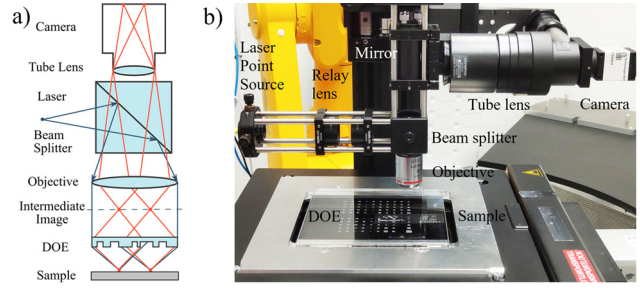 a)
Camera
Tube Lens
Laser
Beam
Splitter
Objective
Intermediate
Image
DOE
Sample
b)
Laser
Point
Source
Relay
lens
Mirror
Tube lens
Camera
Beam splitter
Objective
DOE
Sample